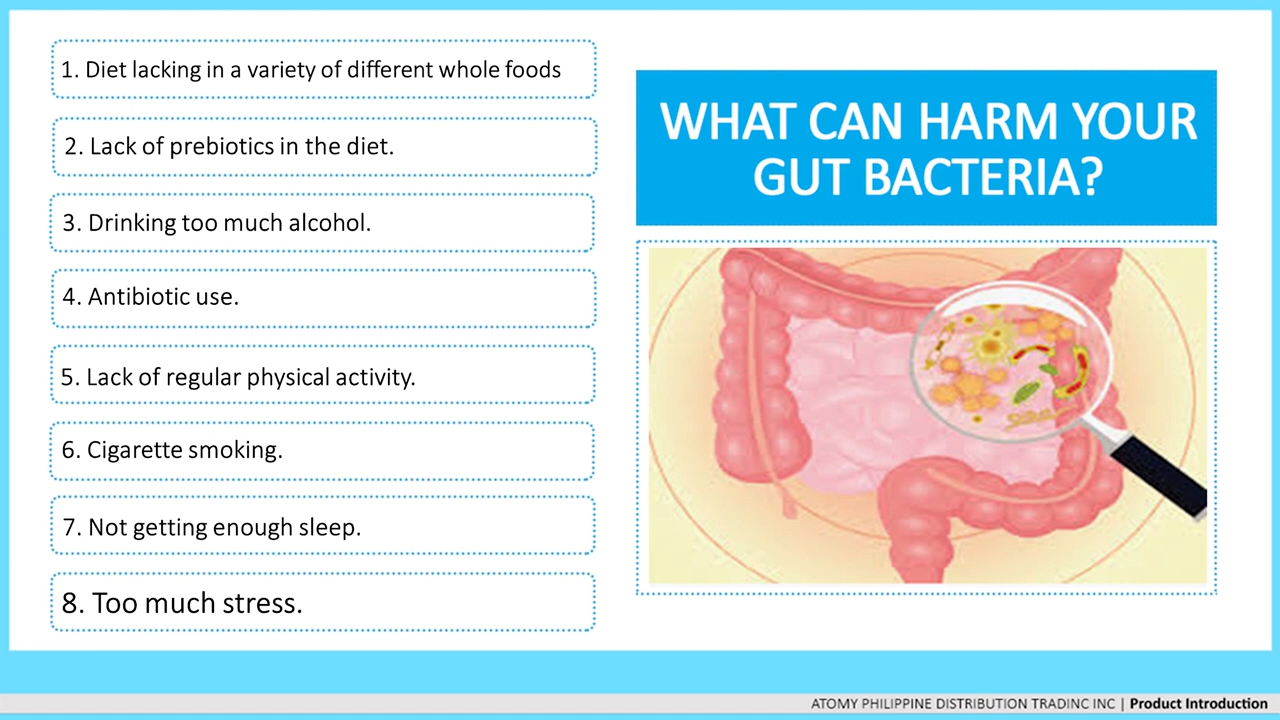 1. Diet lacking in a variety of different whole foods
2. Lack of prebiotics in the diet.
3. Drinking too much alcohol.
4. Antibiotic use.
5. Lack of regular physical activity.
6. Cigarette smoking.
7. Not getting enough sleep.
8. Too much stress.
WHAT CAN HARM YOUR
GUT BACTERIA?
ATOMY PHILIPPINE DISTRIBUTION TRADINC INC | Product Introduction